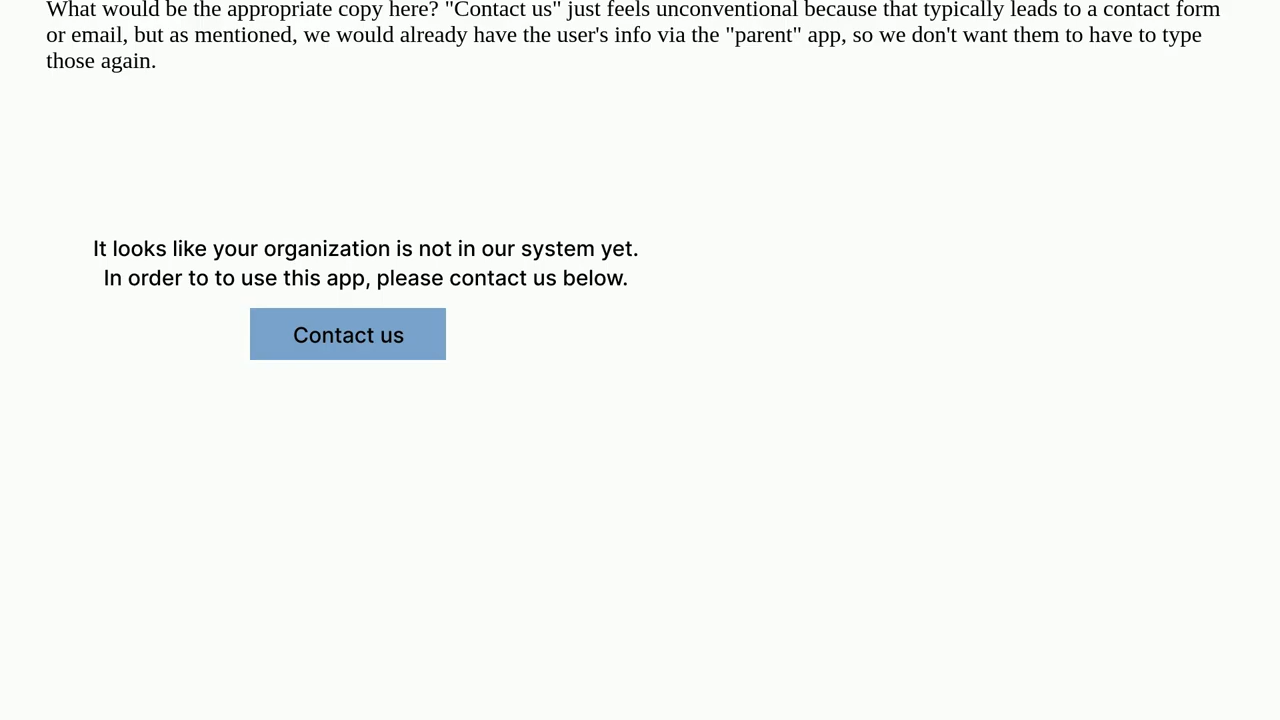 What would be the appropriate copy here? "Contact us" just feels unconventional because that typically leads to a contact form
or email, but as mentioned, we would already have the user's info via the "parent" app, so we don't want them to have to type
those again.
It looks like your organization is not in our system yet.
In order to to use this app, please contact us below.
Contact us